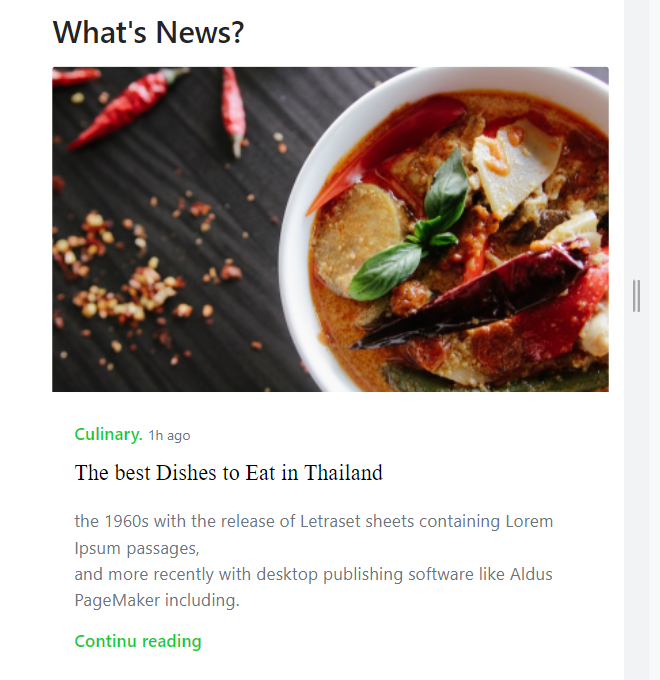 What's News?
Culinary. 1h ago
The best Dishes to Eat in Thailand
the 1960s with the release of Letraset sheets containing Lorem
Ipsum passages,
and more recently with desktop publishing software like Aldus
PageMaker including.
Continu reading